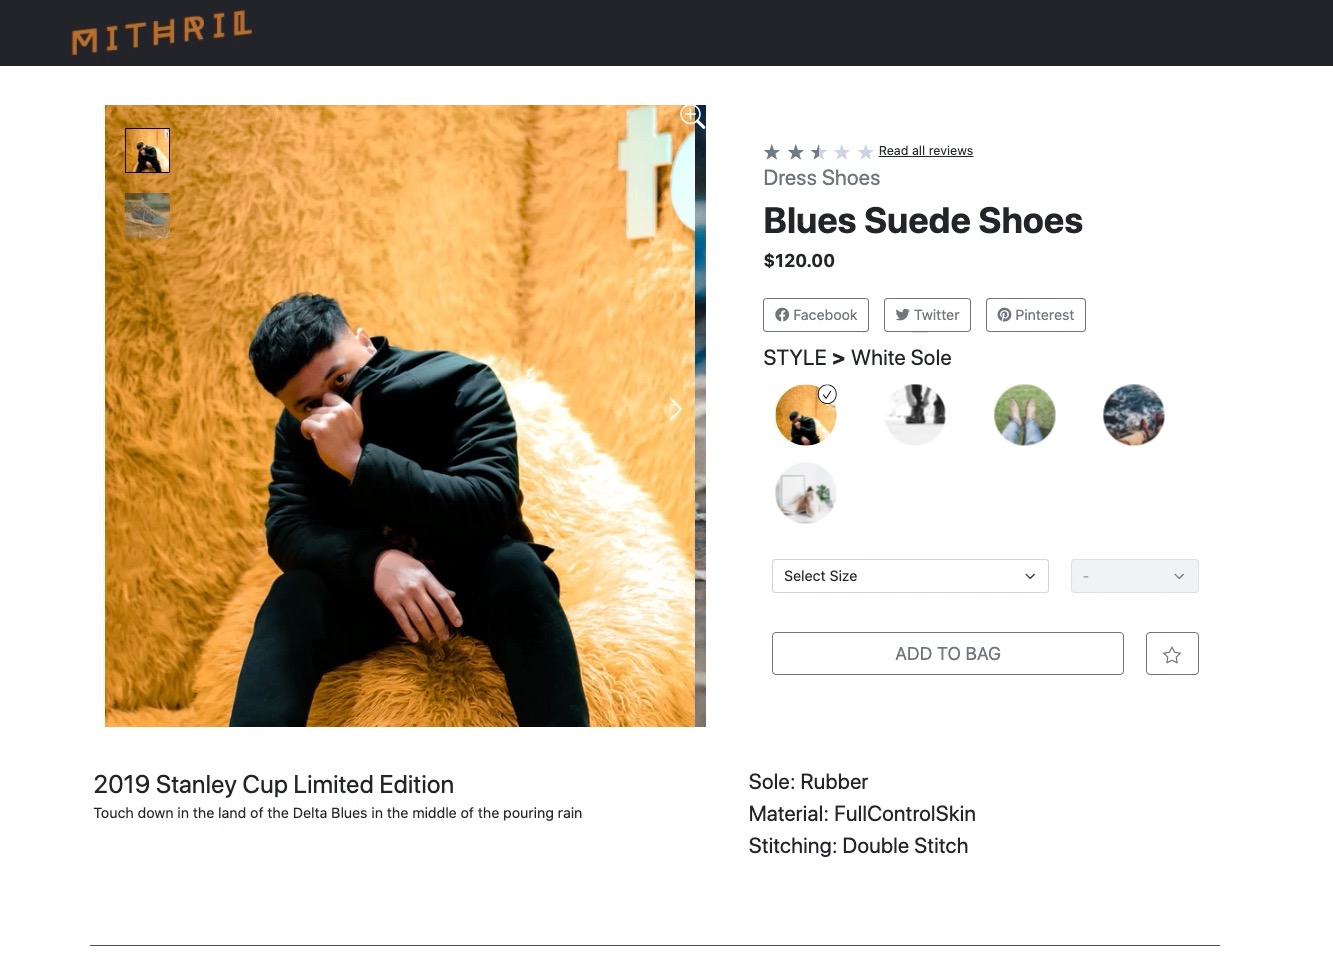 MITHRIL
Read all reviews
Dress Shoes
Blues Suede Shoes
$120.00
Facebook
Twitter
Pinterest
STYLE > White Sole
Select Size
-
ADD TO BAG
2019 Stanley Cup Limited Edition
Touch down in the land of the Delta Blues in the middle of the pouring rain
Sole: Rubber
Material: FullControlSkin
Stitching: Double Stitch